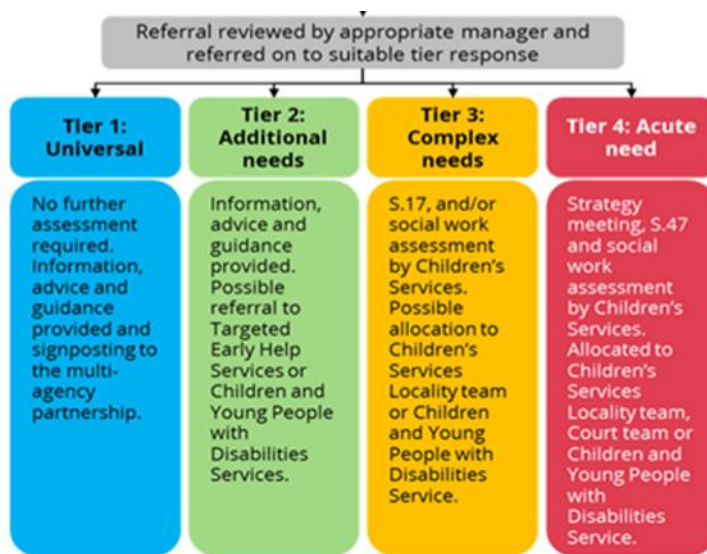 Referral reviewed by appropriate manager and
referred on to suitable tier response
Tier 1:
Universal
No further
assessment
required.
Information,
advice and
guidance
provided and
signposting to
the multi-
agency
partnership.
Tier 2:
Additional
needs
Information,
advice and
guidance
provided.
Possible
referral to
Targeted
Early Help
Services or
Children and
Young People
with
Disabilities
Services.
Tier 3:
Complex
needs
S.17, and/or
social work
assessment
by Children’s
Services.
Possible
allocation to
Children’s
Services
Locality team
or Children
and Young
People with
Disabilities
Service.
Tier 4: Acute
need
Strategy
meeting, S.47
and social
work
assessment
by Children’s
Services.
Allocated to
Children’s
Services
Locality team,
Court team or
Children and
Young People
with
Disabilities
Service.